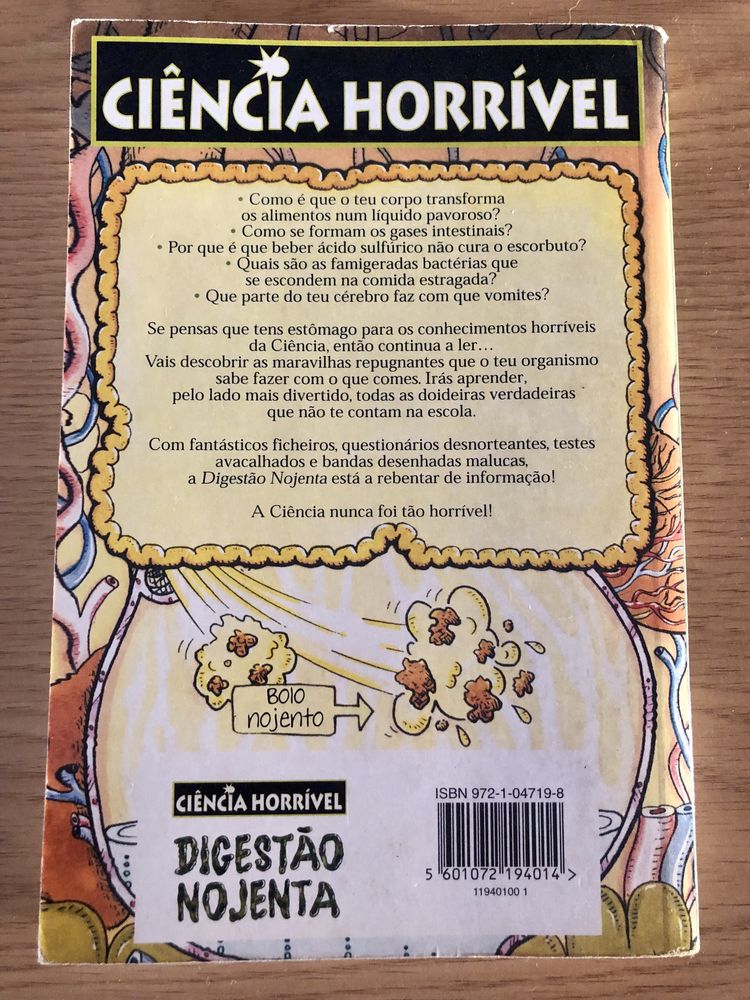 CIÊNCIA HORRÍVEL
• Como é que o teu corpo transforma
os alimentos num líquido pavoroso?
• Como se formam os gases intestinais?
• Por que é que beber ácido sulfúrico não cura o escorbuto?
• Quais são as famigeradas bactérias que
se escondem na comida estragada?
• Que parte do teu cérebro faz com que vomites?
Se pensas que tens estômago para os conhecimentos horríveis
da Ciência, então continua a ler…
Vais descobrir as maravilhas repugnantes que o teu organismo
sabe fazer com o que comes. Irás aprender,
pelo lado mais divertido, todas as doideiras verdadeiras
que não te contam na escola.
Com fantásticos ficheiros, questionários desnorteantes, testes
avacalhados e bandas desenhadas malucas,
a Digestão Nojenta está a rebentar de informação!
A Ciência nunca foi tão horrível!
Bolo
nojento
CIÊNCIA HORRÍVEL
DIGESTÃO
NOJENTA
ISBN 972-1-04719-8
5 601072 194014 >
11940100 1